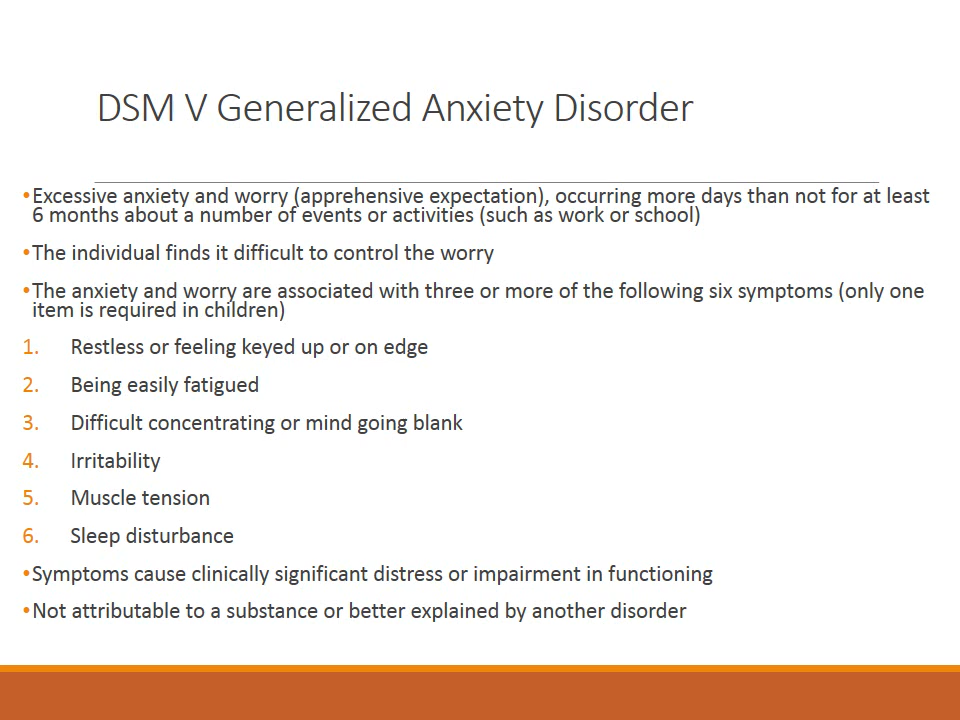 DSM V Generalized Anxiety Disorder
•Excessive anxiety and worry (apprehensive expectation), occurring more days than not for at least
6 months about a number of events or activities (such as work or school)
•The individual finds it difficult to control the worry
•The anxiety and worry are associated with three or more of the following six symptoms (only one
item is required in children)
1. Restless or feeling keyed up or on edge
2. Being easily fatigued
3. Difficult concentrating or mind going blank
4. Irritability
5. Muscle tension
6. Sleep disturbance
•Symptoms cause clinically significant distress or impairment in functioning
•Not attributable to a substance or better explained by another disorder